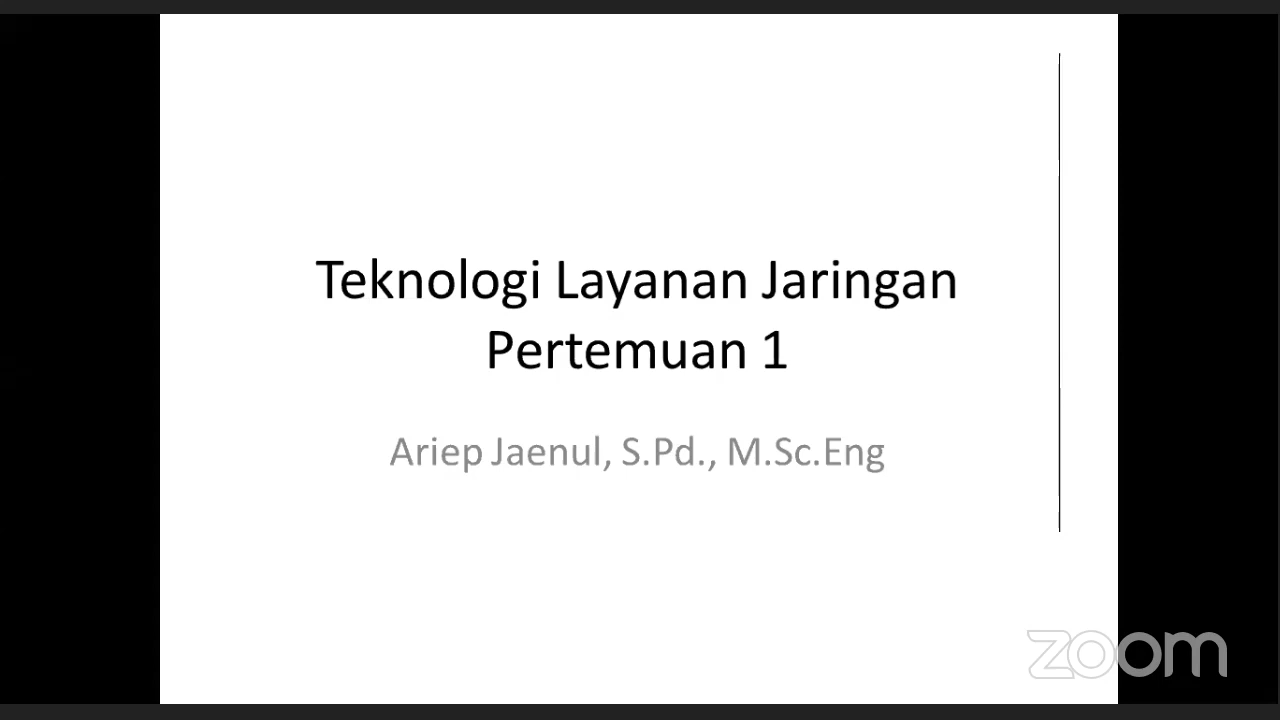 Teknologi Layanan Jaringan
Pertemuan 1
Ariep Jaenul, S.Pd., M.Sc.Eng
zoom